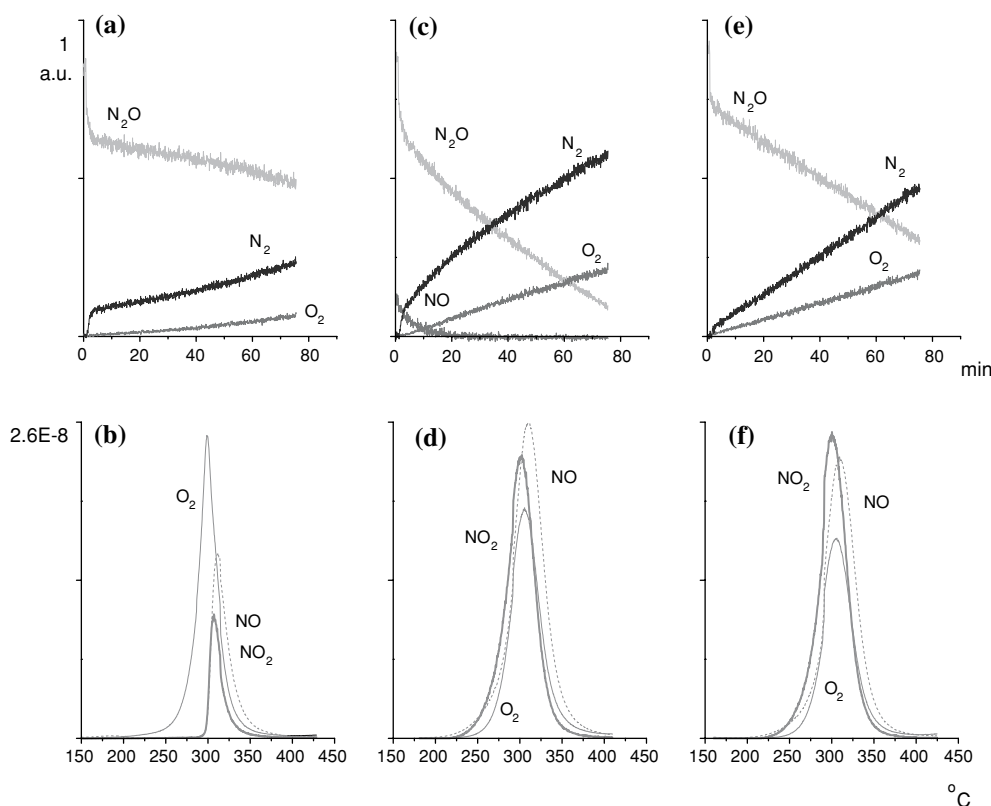 (a) (c) (e)
1
a.u.
N₂O N₂ O₂
N₂O N₂ O₂ NO
N₂O N₂ O₂
0 20 40 60 80 0 20 40 60 80 0 20 40 60 80 min
2.6E-8 (b) (d) (f)
O₂ NO NO₂
NO NO₂ O₂
NO₂ NO O₂
150 200 250 300 350 400 450 150 200 250 300 350 400 450 150 200 250 300 350 400 450
°C